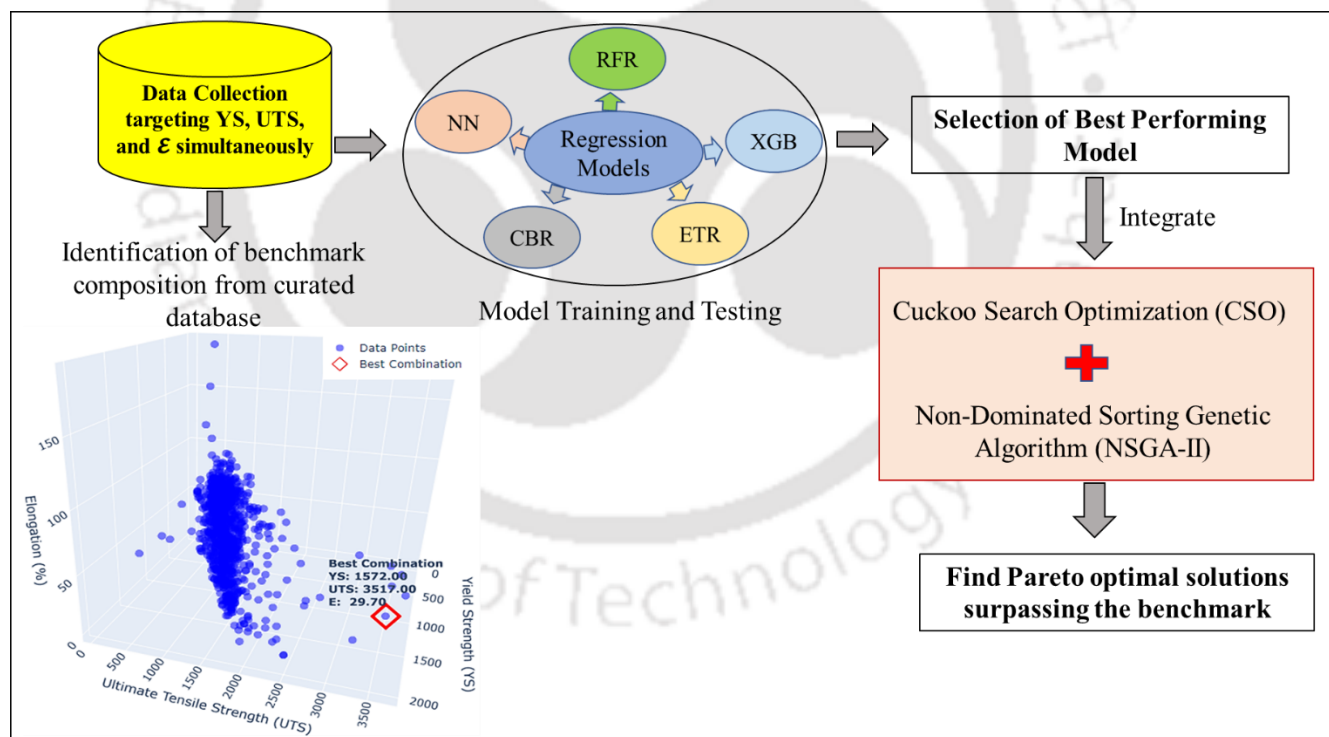 Data Collection
targeting YS, UTS,
and ℰ simultaneously
Identification of benchmark
composition from curated
database
RFR
NN
Regression
Models
XGB
CBR
ETR
Model Training and Testing
Selection of Best Performing
Model
Integrate
Cuckoo Search Optimization (CSO)
Non-Dominated Sorting Genetic
Algorithm (NSGA-II)
Find Pareto optimal solutions
surpassing the benchmark
Data Points
Best Combination
150
100
50
0
Elongation (%)
Best Combination
YS: 1572.00
UTS: 3517.00
E: 29.70
0
500
1000
1500
2000
Yield Strength (YS)
0
500
1000
1500
2000
2500
3000
3500
Ultimate Tensile Strength (UTS)
of Technology